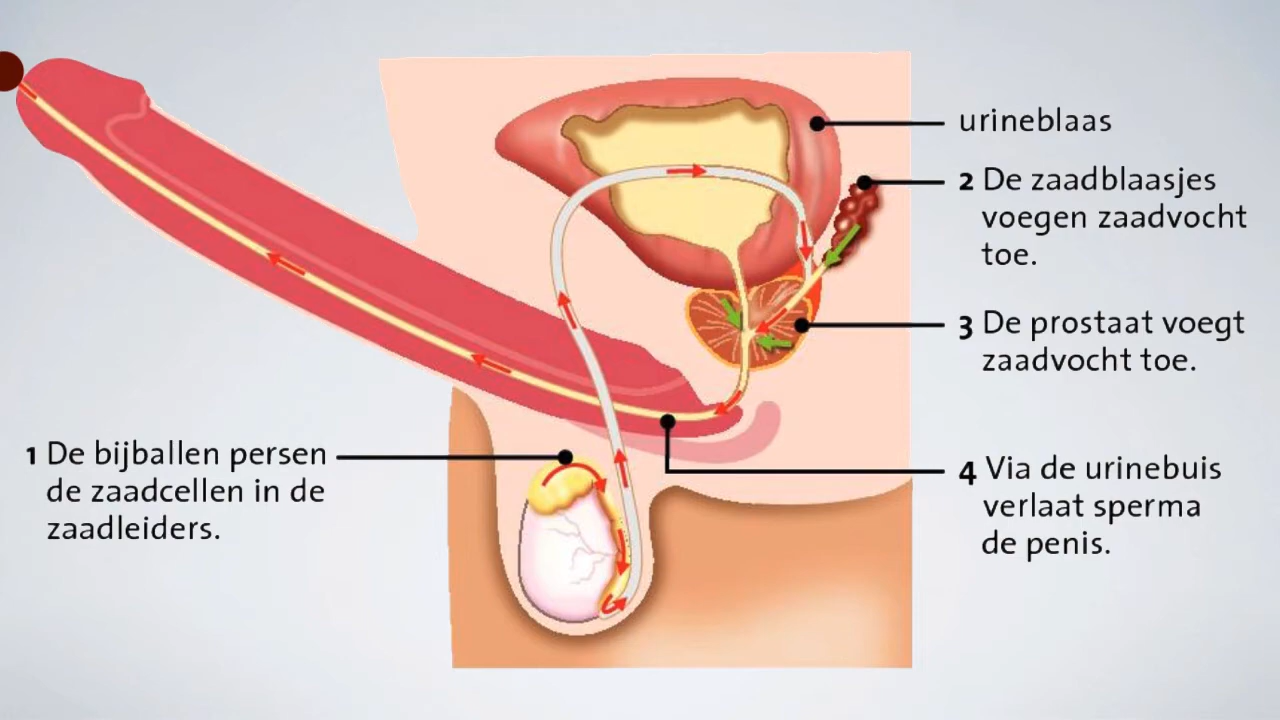 urineblaas
2 De zaadblaasjes
voegen zaadvocht
toe.
3 De prostaat voegt
zaadvocht toe.
1 De bijballen persen
de zaadcellen in de
zaadleiders.
4 Via de urinebuis
verlaat sperma
de penis.